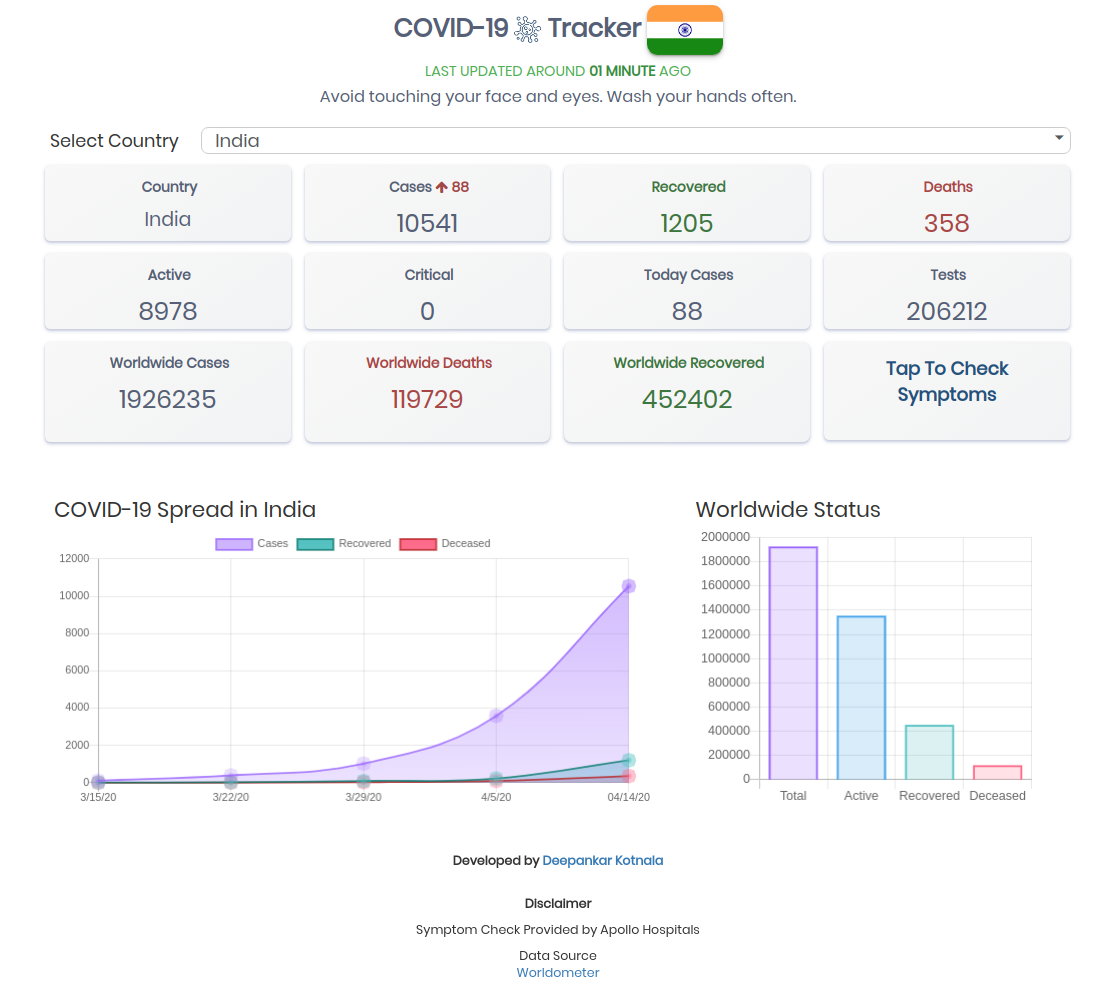 COVID-19 Tracker
LAST UPDATED AROUND 01 MINUTE AGO
Avoid touching your face and eyes. Wash your hands often.
Select Country India
Country
India
Cases 88
10541
Recovered
1205
Deaths
358
Active
8978
Critical
0
Today Cases
88
Tests
206212
Worldwide Cases
1926235
Worldwide Deaths
119729
Worldwide Recovered
452402
Tap To Check
Symptoms
COVID-19 Spread in India
Cases Recovered Deceased
12000
10000
8000
6000
4000
2000
0
3/15/20 3/22/20 3/29/20 4/5/20 04/14/20
Worldwide Status
2000000
1800000
1600000
1400000
1200000
1000000
800000
600000
400000
200000
0
Total Active Recovered Deceased
Developed by Deepankar Kotnala
Disclaimer
Symptom Check Provided by Apollo Hospitals
Data Source
Worldometer